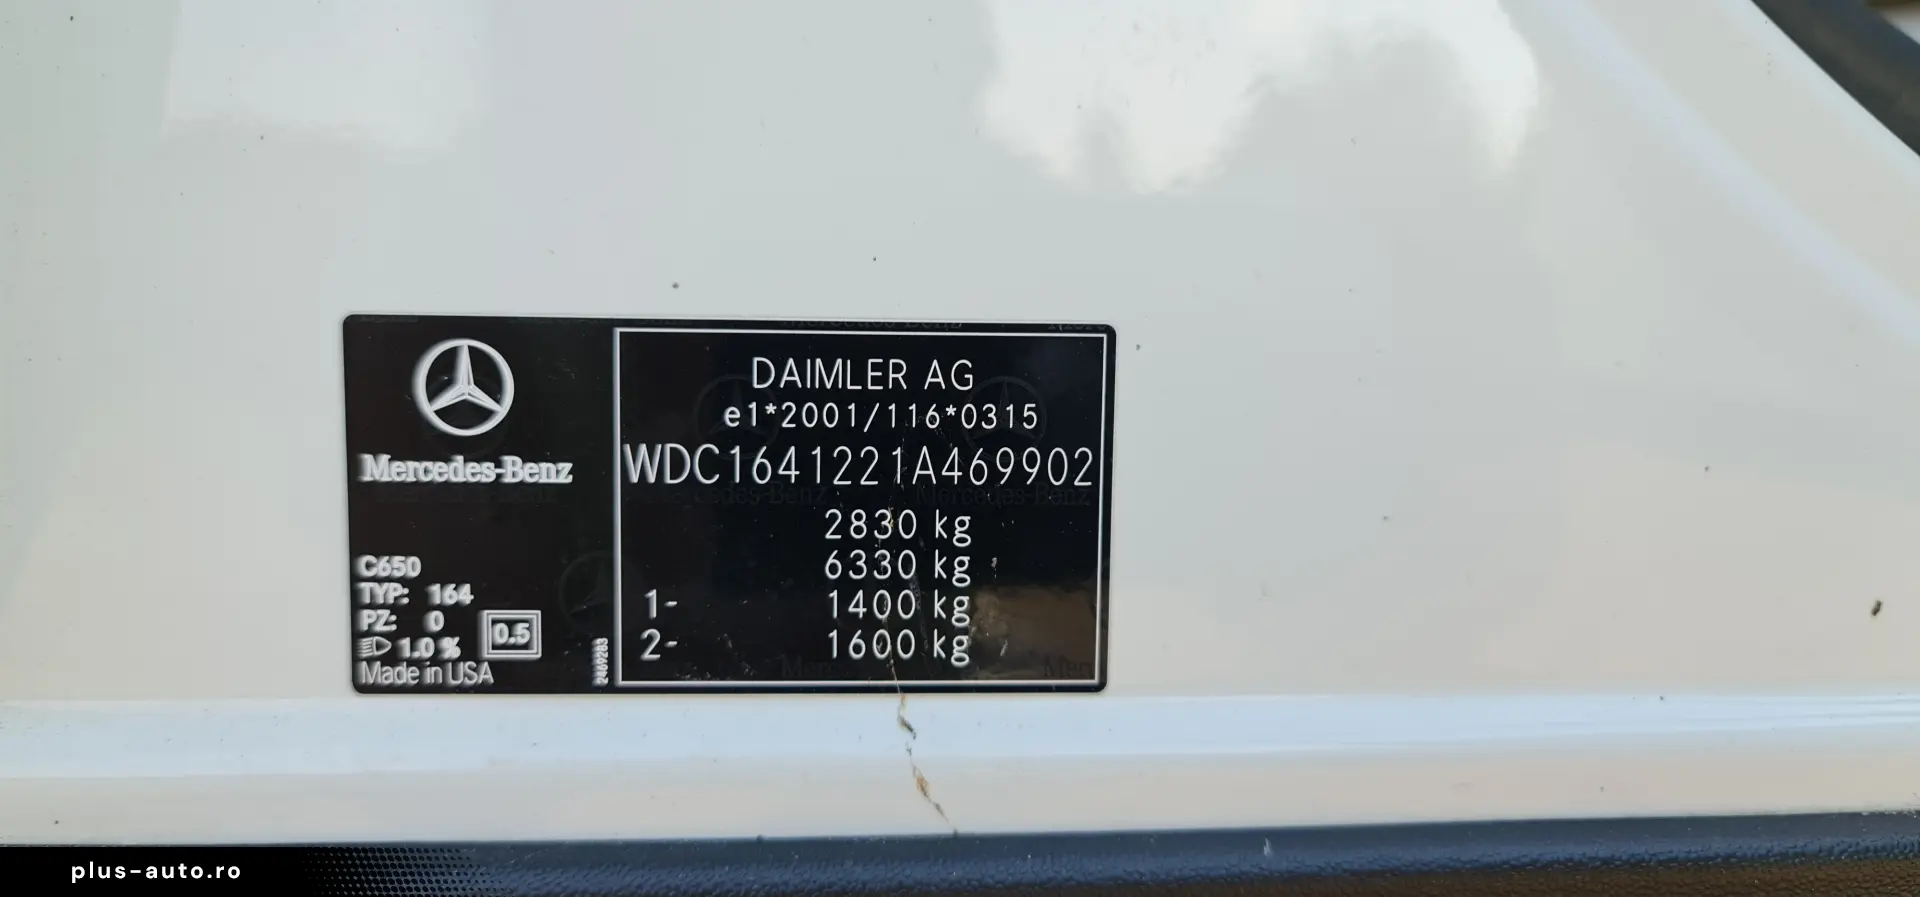 Mercedes-Benz
C650
TYP: 164
PZ: 0
1.0 %
0.5
Made in USA
2469283
DAIMLER AG
e1*2001/116*0315
WDC1641221A469902
2830 kg
6330 kg
1- 1400 kg
2- 1600 kg
plus-auto.ro